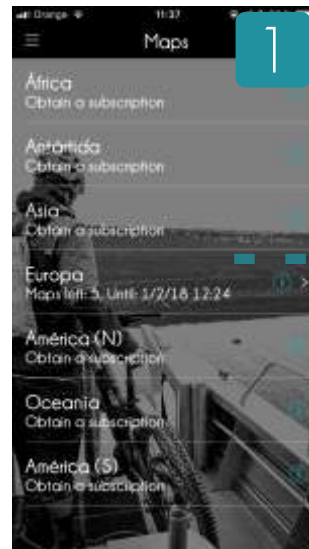 Orange 11:37
Maps
1
África
Obtain a subscription
Antártida
Obtain a subscription
Asia
Obtain a subscription
Europa
Maps left: 5, Until: 1/2/18 12:24
América (N)
Obtain a subscription
Oceanía
Obtain a subscription
América (S)
Obtain a subscription